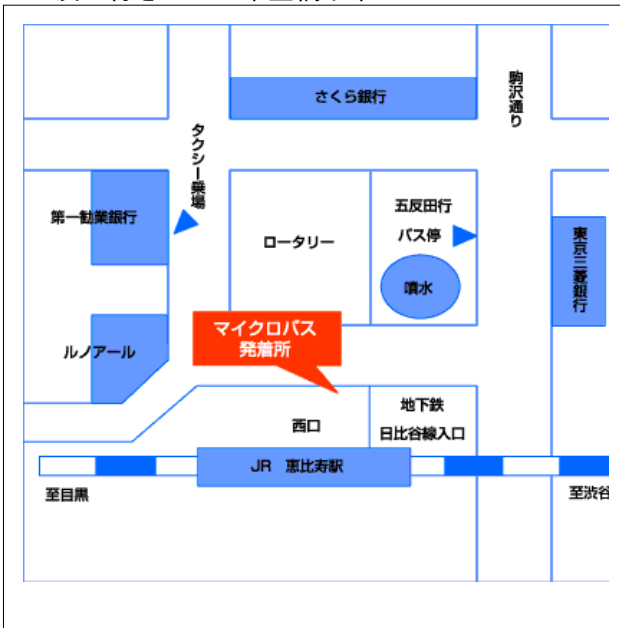 さくら銀行
駒沢通り
タクシー乗場
第一勧業銀行
ロータリー
五反田行
バス停
噴水
東京三菱銀行
マイクロバス
発着所
ルノアール
西口
地下鉄
日比谷線入口
JR 恵比寿駅
至目黒
至渋谷